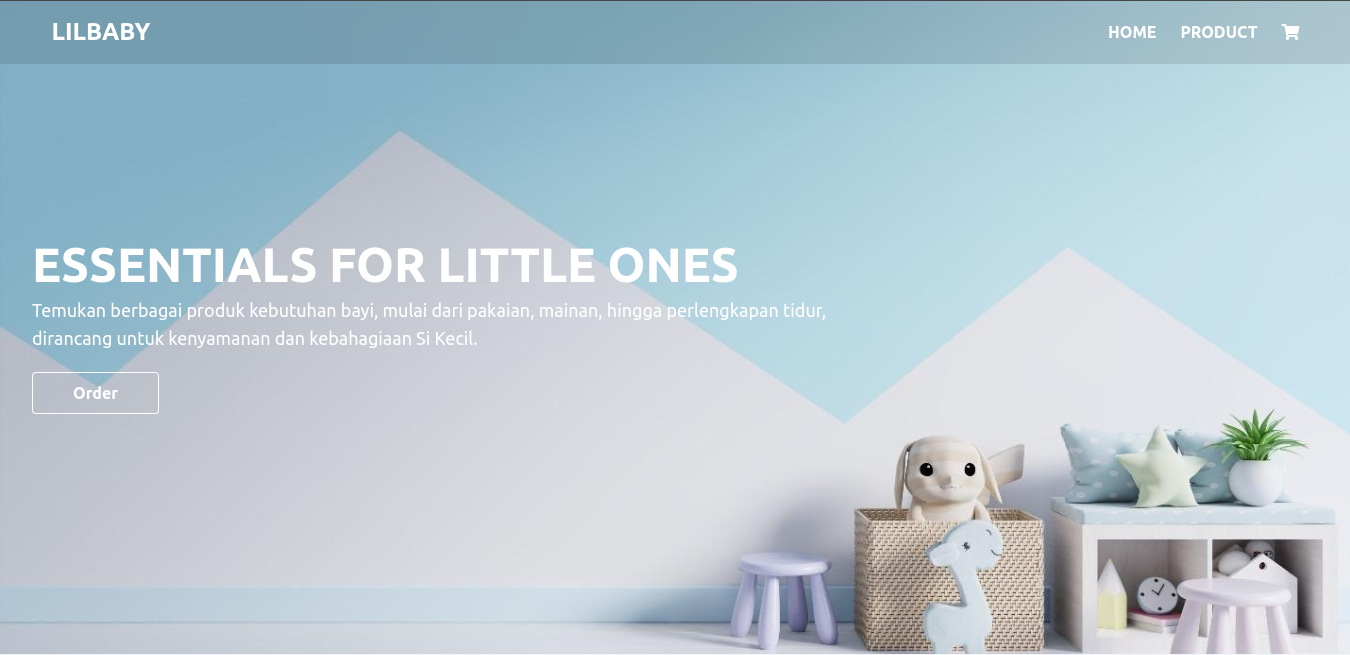 LILBABY
HOME PRODUCT
ESSENTIALS FOR LITTLE ONES
Temukan berbagai produk kebutuhan bayi, mulai dari pakaian, mainan, hingga perlengkapan tidur,
dirancang untuk kenyamanan dan kebahagiaan Si Kecil.
Order